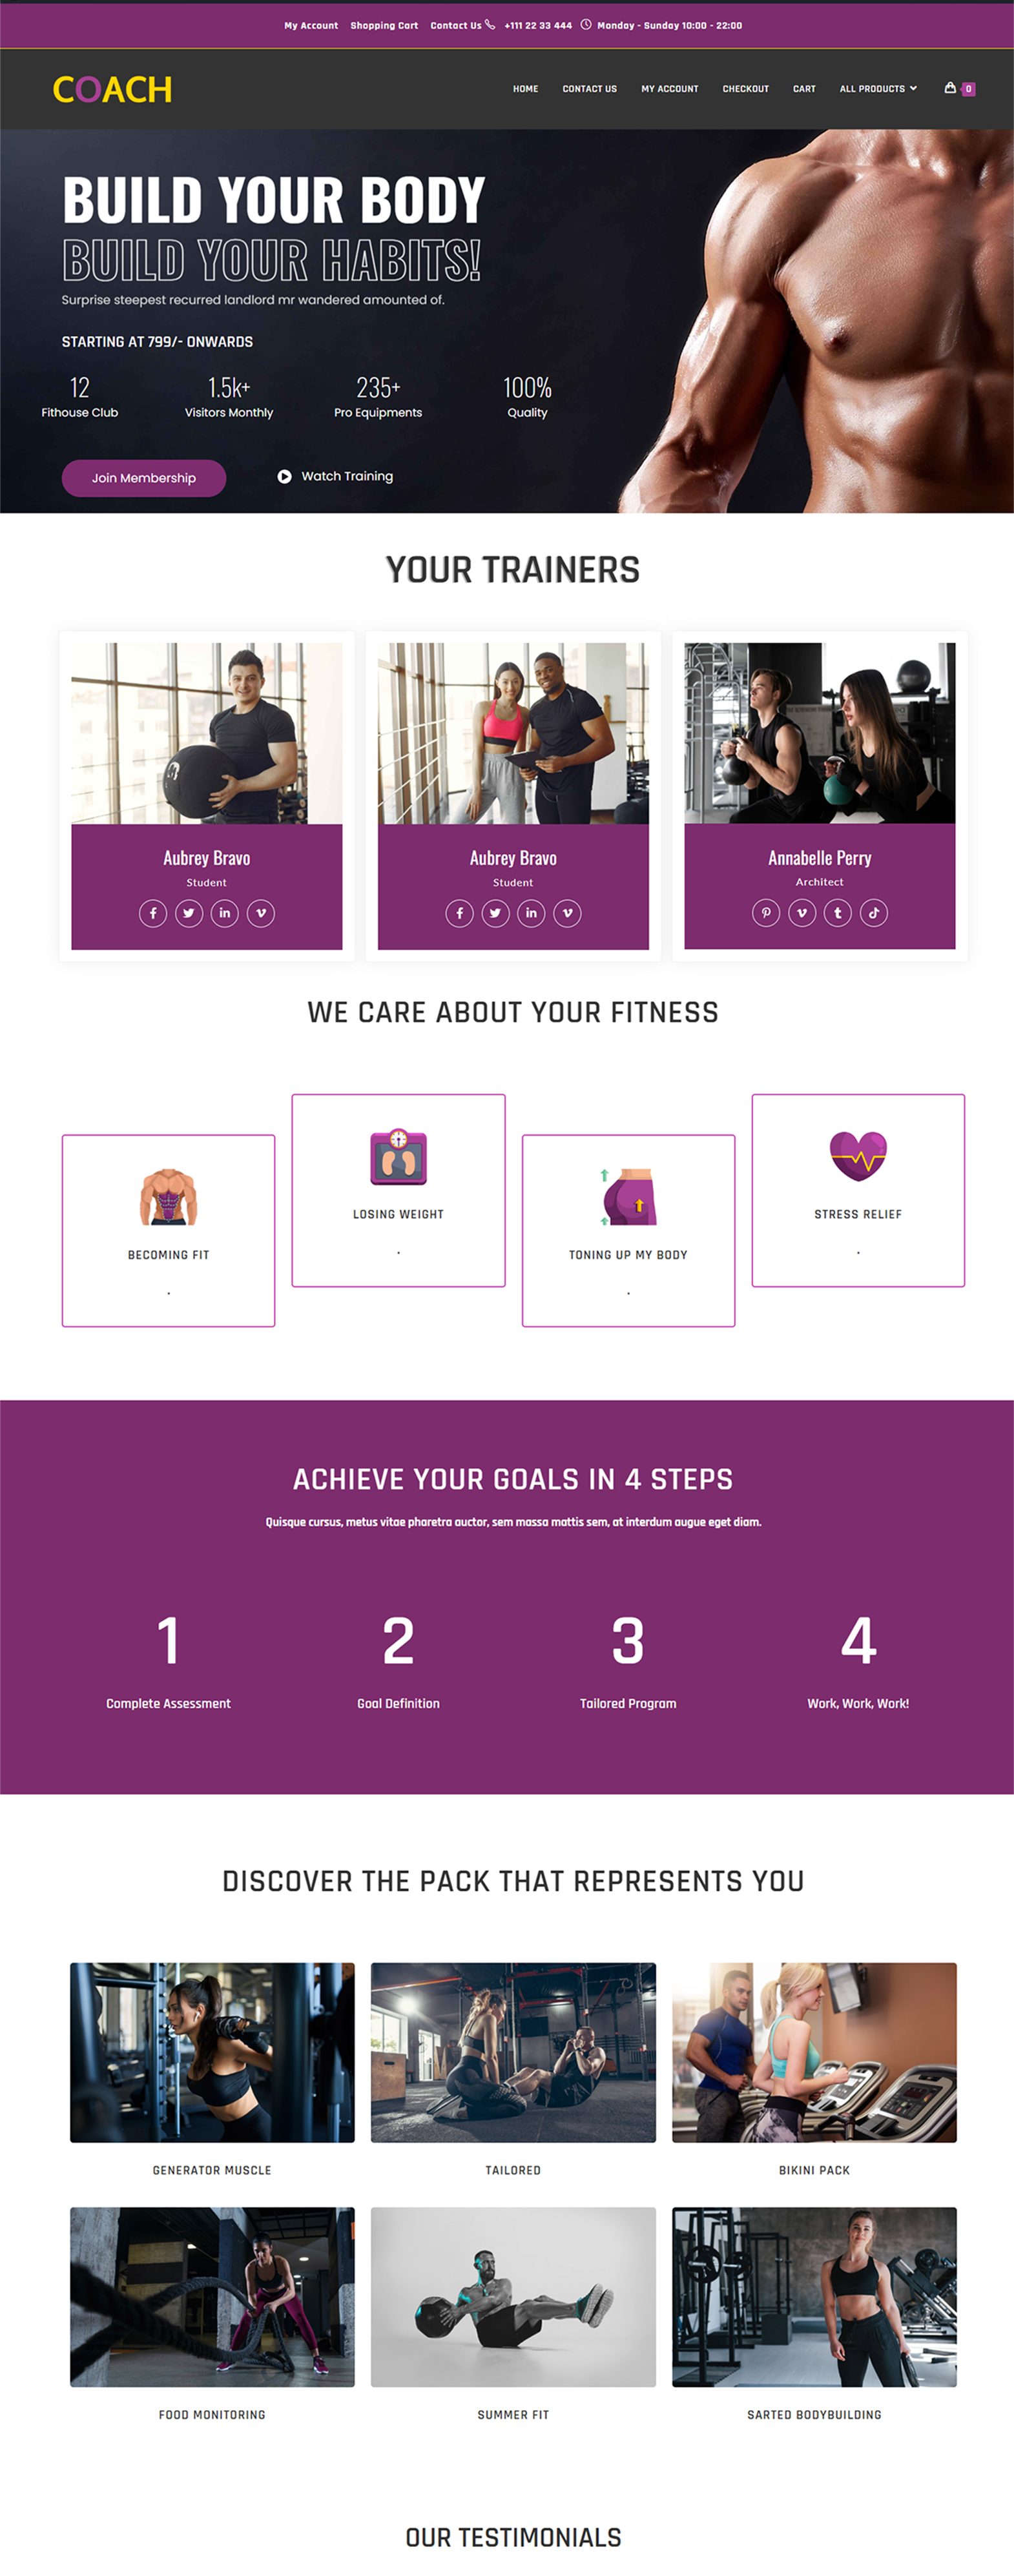 My Account Shopping Cart Contact Us +111 22 33 444 Monday - Sunday 10:00 - 22:00
COACH
HOME CONTACT US MY ACCOUNT CHECKOUT CART ALL PRODUCTS 0
BUILD YOUR BODY
BUILD YOUR HABITS!
Surprise steepest recurred landlord mr wandered amounted of.
STARTING AT 799/- ONWARDS
12 1.5k+ 235+ 100%
Fithouse Club Visitors Monthly Pro Equipments Quality
Join Membership Watch Training
YOUR TRAINERS
Aubrey Bravo Aubrey Bravo Annabelle Perry
Student Student Architect
WE CARE ABOUT YOUR FITNESS
LOSING WEIGHT STRESS RELIEF
. .
BECOMING FIT TONING UP MY BODY
. .
ACHIEVE YOUR GOALS IN 4 STEPS
Quisque cursus, metus vitae pharetra auctor, sem massa mattis sem, at interdum augue eget diam.
1 2 3 4
Complete Assessment Goal Definition Tailored Program Work, Work, Work!
DISCOVER THE PACK THAT REPRESENTS YOU
GENERATOR MUSCLE TAILORED BIKINI PACK
FOOD MONITORING SUMMER FIT SARTED BODYBUILDING
OUR TESTIMONIALS